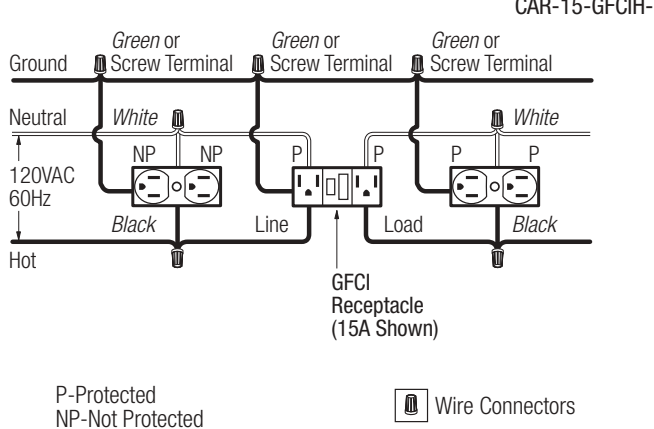 CAR-15-GFCIH-
Green or Green or Green or
Ground Screw Terminal Screw Terminal Screw Terminal
Neutral White White
NP NP P P P P
120VAC
60Hz
Black Line Load Black
Hot
GFCI
Receptacle
(15A Shown)
P-Protected
NP-Not Protected
Wire Connectors